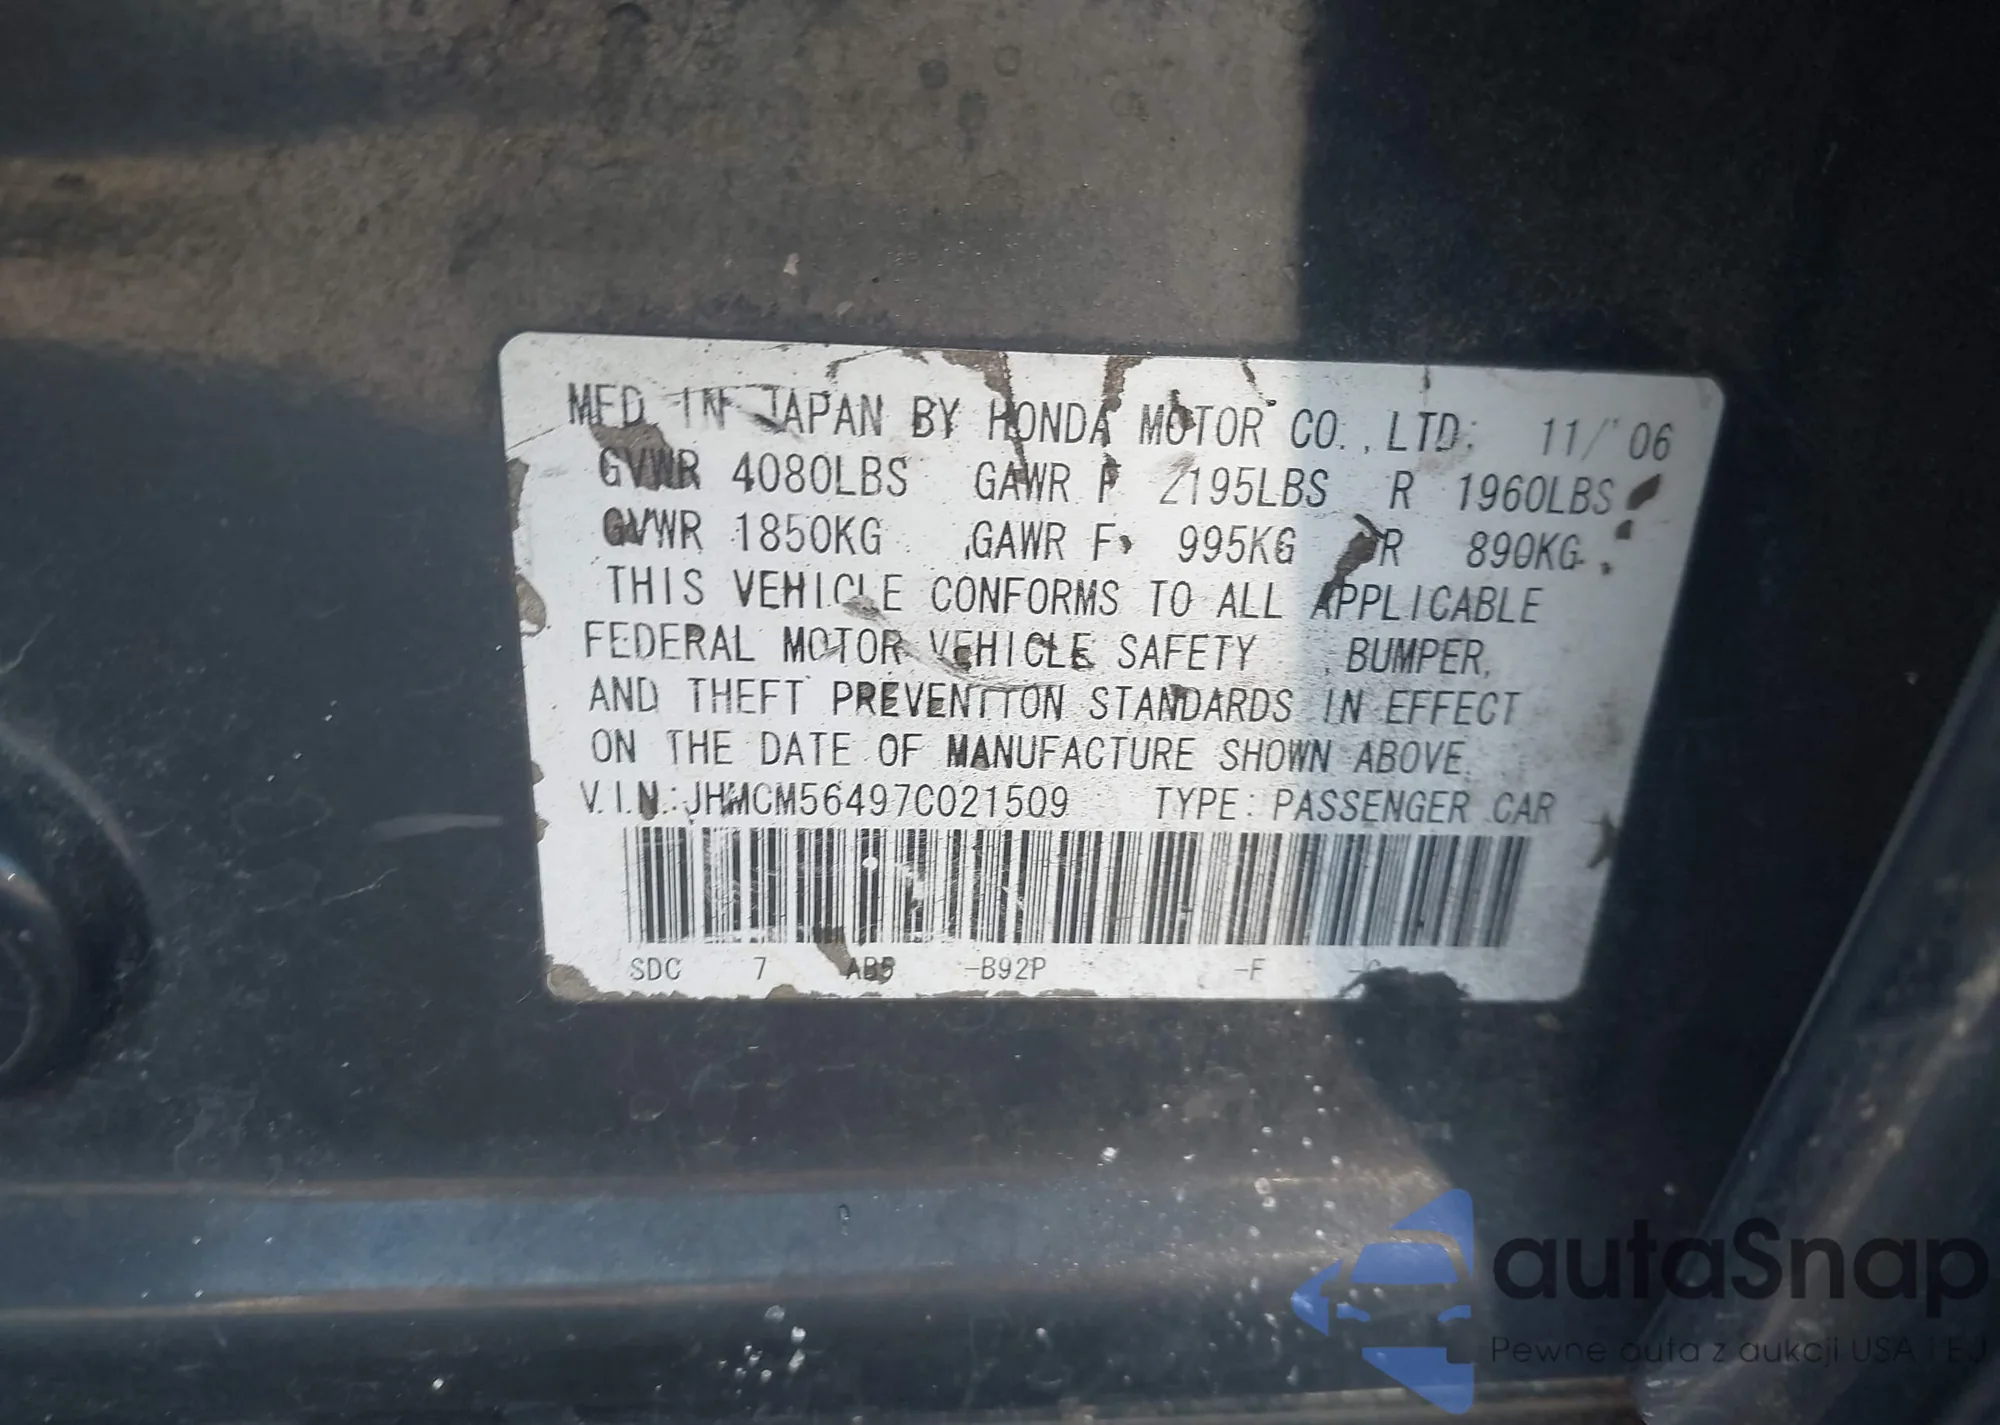 MFD. IN JAPAN BY HONDA MOTOR CO., LTD. 11/ 06
GVWR 4080LBS GAWR F 2195LBS R 1960LBS
GVWR 1850KG GAWR F 995KG R 890KG
THIS VEHICLE CONFORMS TO ALL APPLICABLE
FEDERAL MOTOR VEHICLE SAFETY , BUMPER,
AND THEFT PREVENTION STANDARDS IN EFFECT
ON THE DATE OF MANUFACTURE SHOWN ABOVE.
V.I.N.:JHMCM56497C021509 TYPE: PASSENGER CAR
SDC 7 AB5 -B92P -F
autaSnap
Pewne auta z aukcji USA i EU